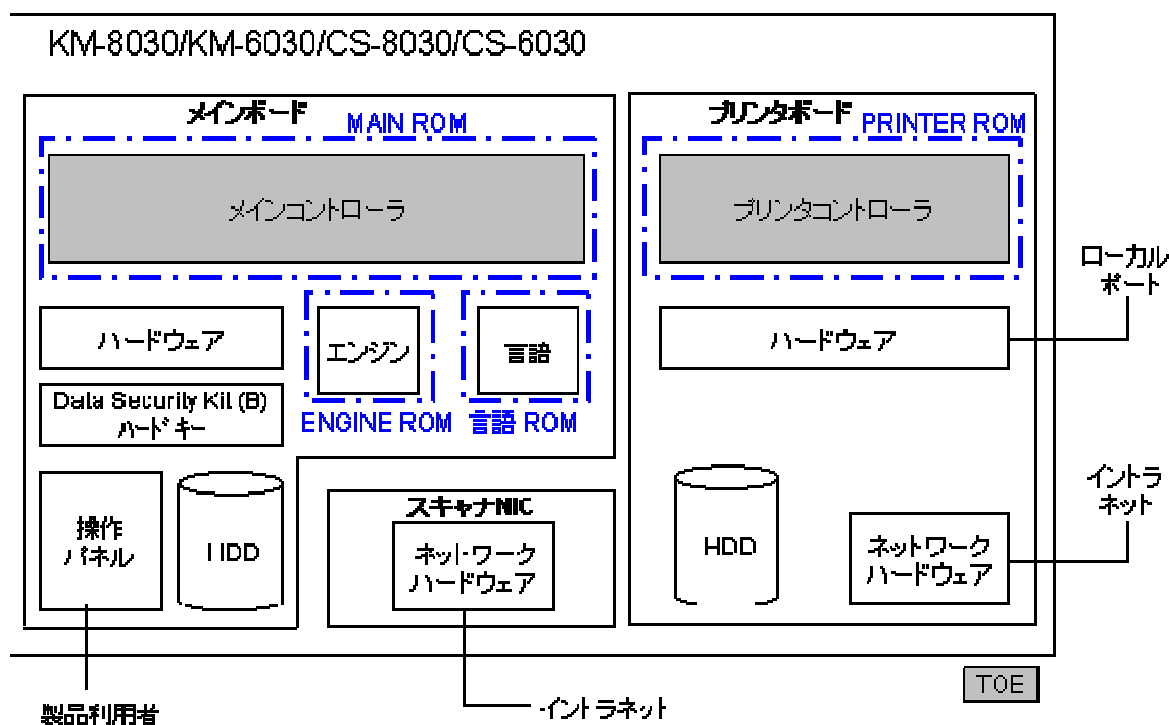 KM-8030/KM-6030/CS-8030/CS-6030
メインボード
MAIN ROM
メインコントローラ
ハードウェア
エンジン
言語
Data Security Kit (B)
ハードキー
ENGINE ROM
言語 ROM
操作
パネル
HDD
スキャナNIC
ネットワーク
ハードウェア
プリンタボード
PRINTER ROM
プリンタコントローラ
ハードウェア
HDD
ネットワーク
ハードウェア
ローカル
ポート
イントラ
ネット
TOE
製品利用者
イントラネット